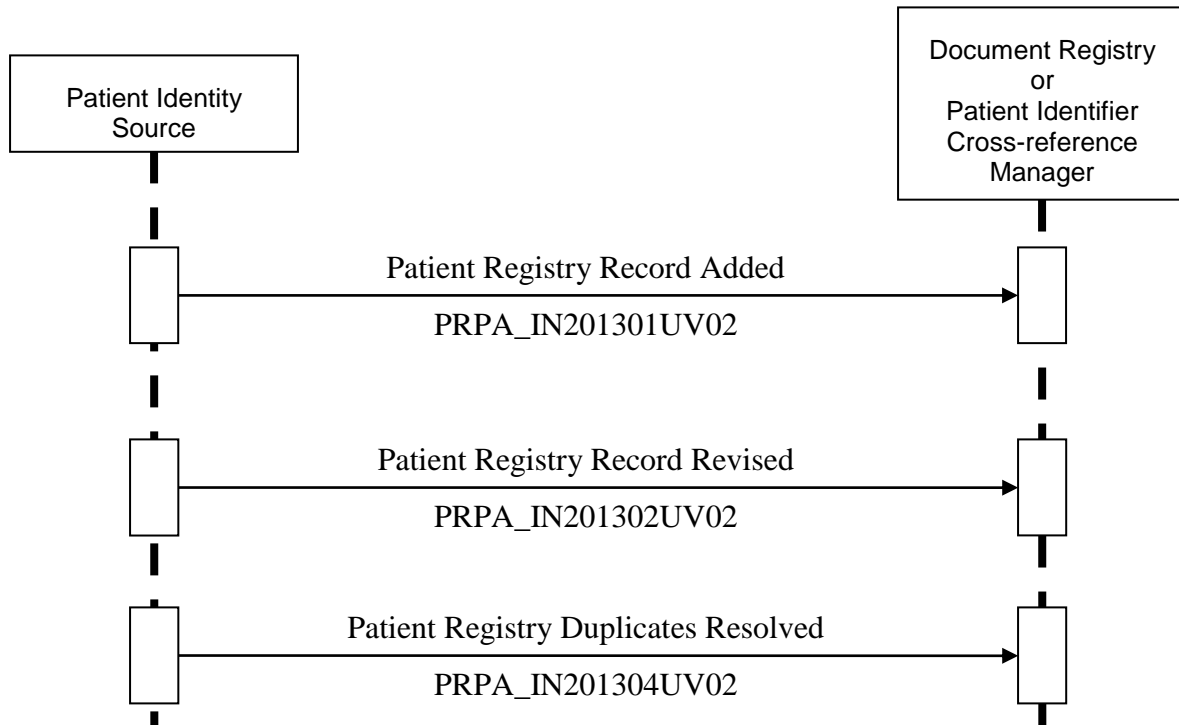 Patient Identity
Source
Document Registry
or
Patient Identifier
Cross-reference
Manager
Patient Registry Record Added
PRPA_IN201301UV02
Patient Registry Record Revised
PRPA_IN201302UV02
Patient Registry Duplicates Resolved
PRPA_IN201304UV02